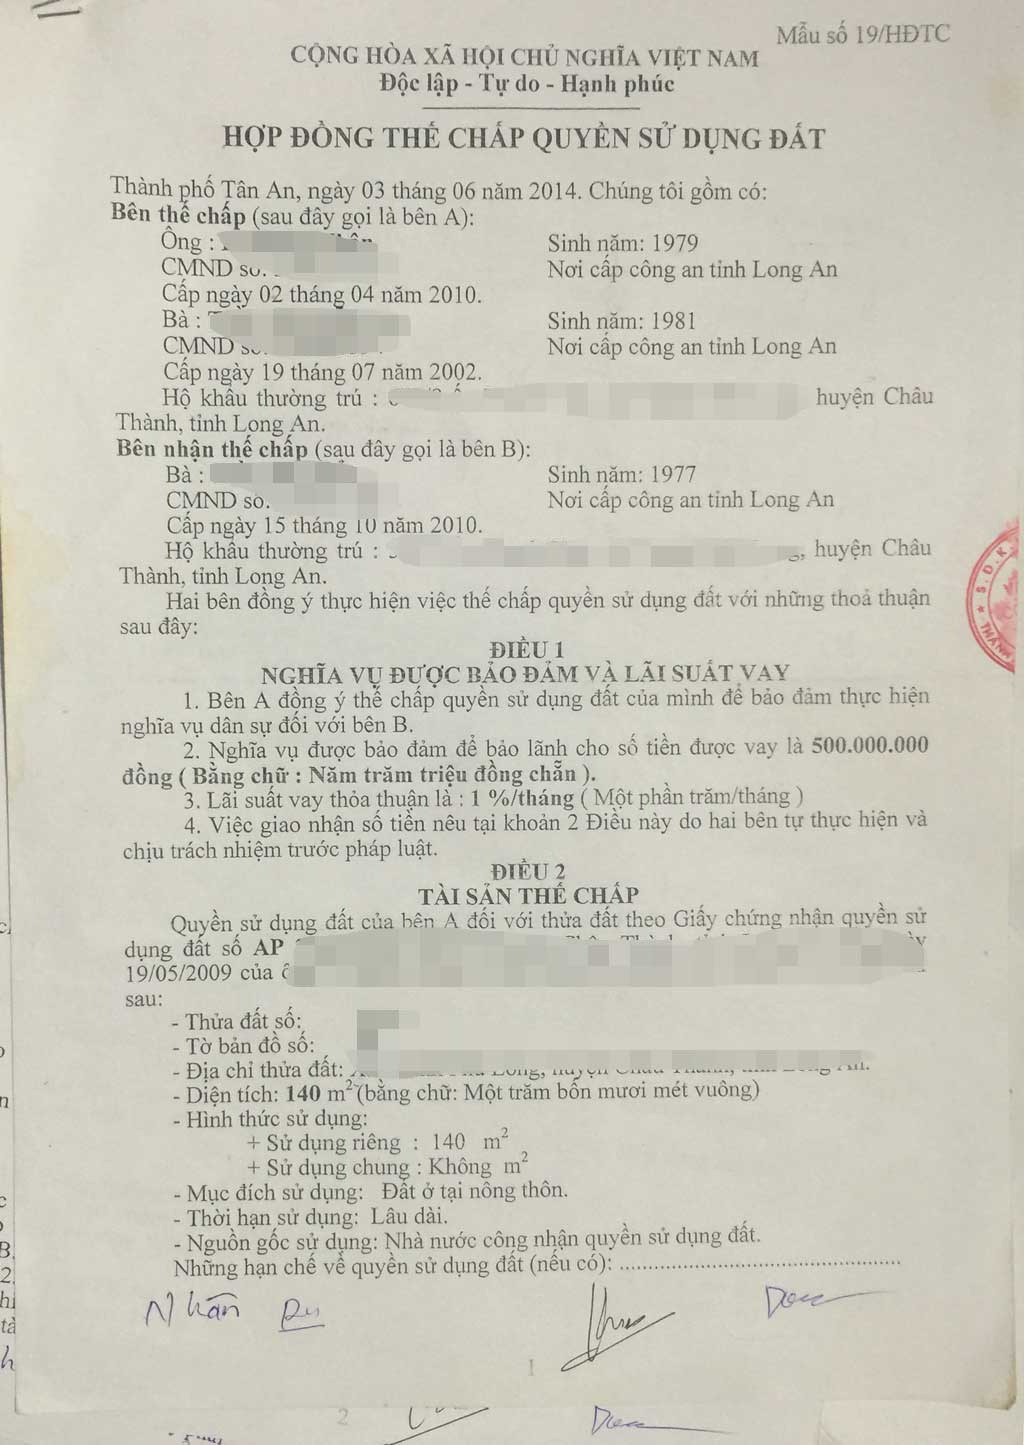 Mẫu số 19/HĐTC
CỘNG HÒA XÃ HỘI CHỦ NGHĨA VIỆT NAM
Độc lập - Tự do - Hạnh phúc
HỢP ĐỒNG THẾ CHẤP QUYỀN SỬ DỤNG ĐẤT
Thành phố Tân An, ngày 03 tháng 06 năm 2014. Chúng tôi gồm có:
Bên thế chấp (sau đây gọi là bên A):
Ông : Sinh năm: 1979
CMND số. Nơi cấp công an tỉnh Long An
Cấp ngày 02 tháng 04 năm 2010.
Bà : Sinh năm: 1981
CMND số. Nơi cấp công an tỉnh Long An
Cấp ngày 19 tháng 07 năm 2002.
Hộ khẩu thường trú : huyện Châu
Thành, tỉnh Long An.
Bên nhận thế chấp (sau đây gọi là bên B):
Bà : Sinh năm: 1977
CMND số. Nơi cấp công an tỉnh Long An
Cấp ngày 15 tháng 10 năm 2010.
Hộ khẩu thường trú : huyện Châu
Thành, tỉnh Long An.
Hai bên đồng ý thực hiện việc thế chấp quyền sử dụng đất với những thoả thuận
sau đây:
ĐIỀU 1
NGHĨA VỤ ĐƯỢC BẢO ĐẢM VÀ LÃI SUẤT VAY
1. Bên A đồng ý thế chấp quyền sử dụng đất của mình để bảo đảm thực hiện
nghĩa vụ dân sự đối với bên B.
2. Nghĩa vụ được bảo đảm để bảo lãnh cho số tiền được vay là 500.000.000
đồng ( Bằng chữ : Năm trăm triệu đồng chẵn ).
3. Lãi suất vay thỏa thuận là : 1 %/tháng ( Một phần trăm/tháng )
4. Việc giao nhận số tiền nêu tại khoản 2 Điều này do hai bên tự thực hiện và
chịu trách nhiệm trước pháp luật.
ĐIỀU 2
TÀI SẢN THẾ CHẤP
Quyền sử dụng đất của bên A đối với thửa đất theo Giấy chứng nhận quyền sử
dụng đất số AP
19/05/2009 của
sau:
- Thửa đất số:
- Tờ bản đồ số:
- Địa chỉ thửa đất:
- Diện tích: 140 m2 (bằng chữ: Một trăm bốn mươi mét vuông)
- Hình thức sử dụng:
+ Sử dụng riêng : 140 m2
+ Sử dụng chung : Không m2
- Mục đích sử dụng: Đất ở tại nông thôn.
- Thời hạn sử dụng: Lâu dài.
- Nguồn gốc sử dụng: Nhà nước công nhận quyền sử dụng đất.
Những hạn chế về quyền sử dụng đất (nếu có): ..............................................
Nhân
1
2